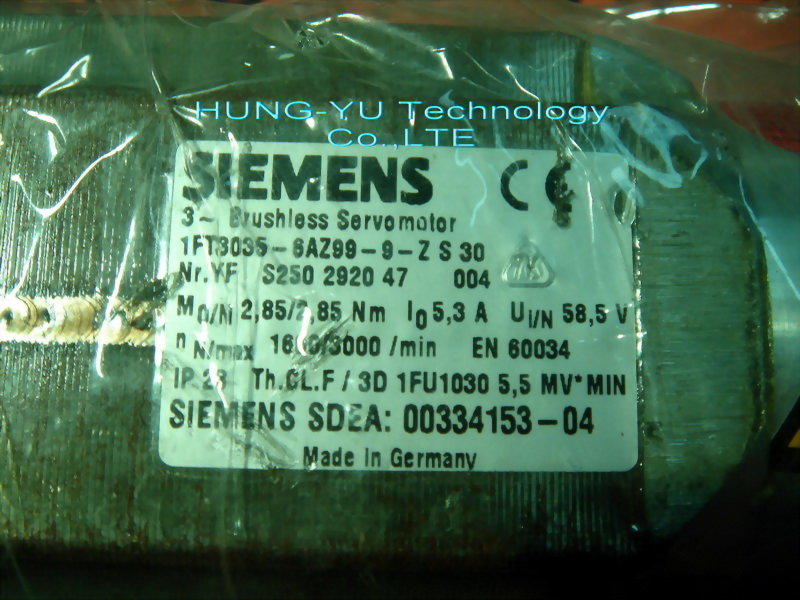 HUNG-YU Technology
Co.,LTE
SIEMENS CE
3~ Brushless Servomotor
1FT3035-6AZ99-9-Z S 30
Nr.YF S250 2920 47 004
M0/N 2,85/2,85 Nm I0 5,3 A UI/N 58,5 V
n N/max /min EN 60034
IP 23 Th.CL.F / 3D 1FU1030 5,5 MV*MIN
SIEMENS SDEA: 00334153-04
Made in Germany